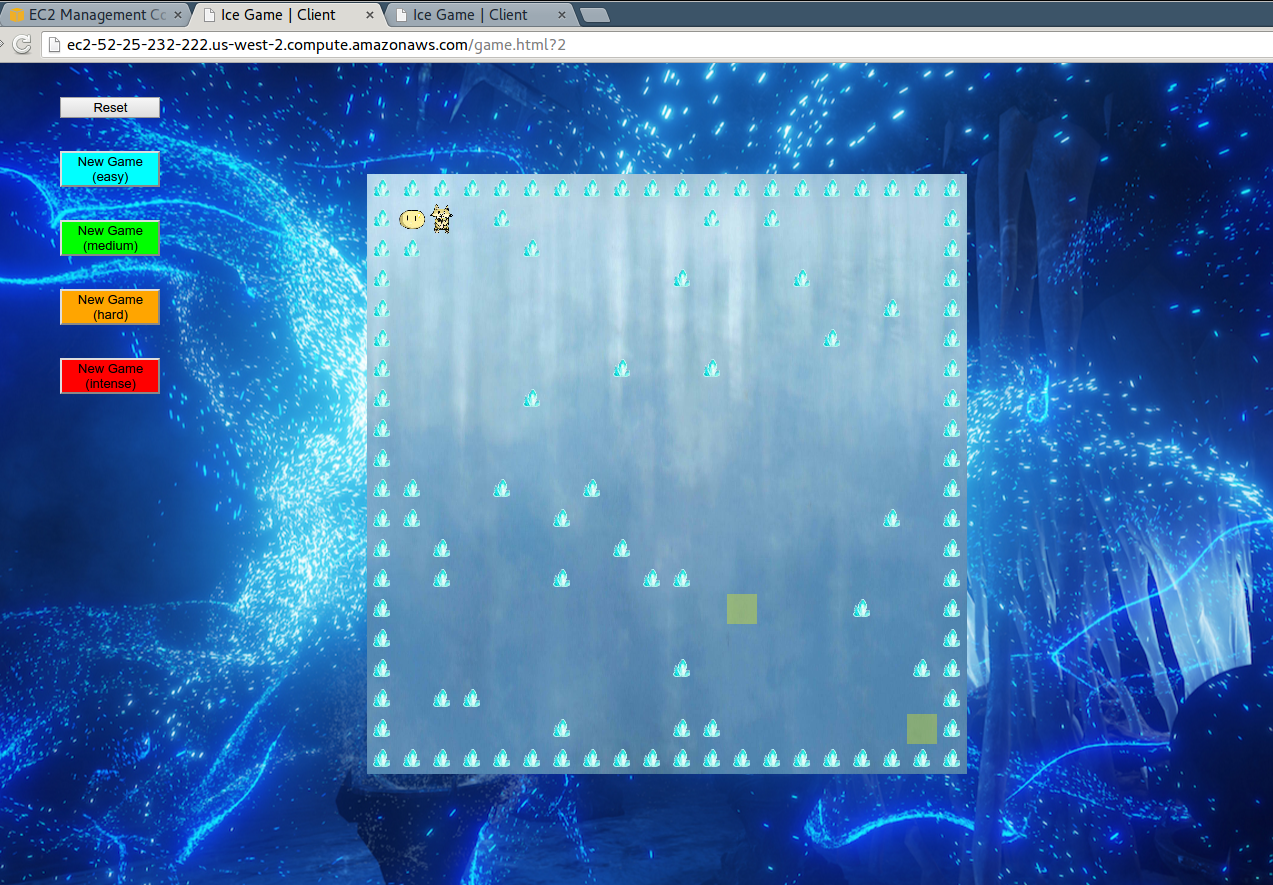 EC2 Management Co
Ice Game | Client
Ice Game | Client
ec2-52-25-232-222.us-west-2.compute.amazonaws.com/game.html?2
Reset
New Game
(easy)
New Game
(medium)
New Game
(hard)
New Game
(intense)